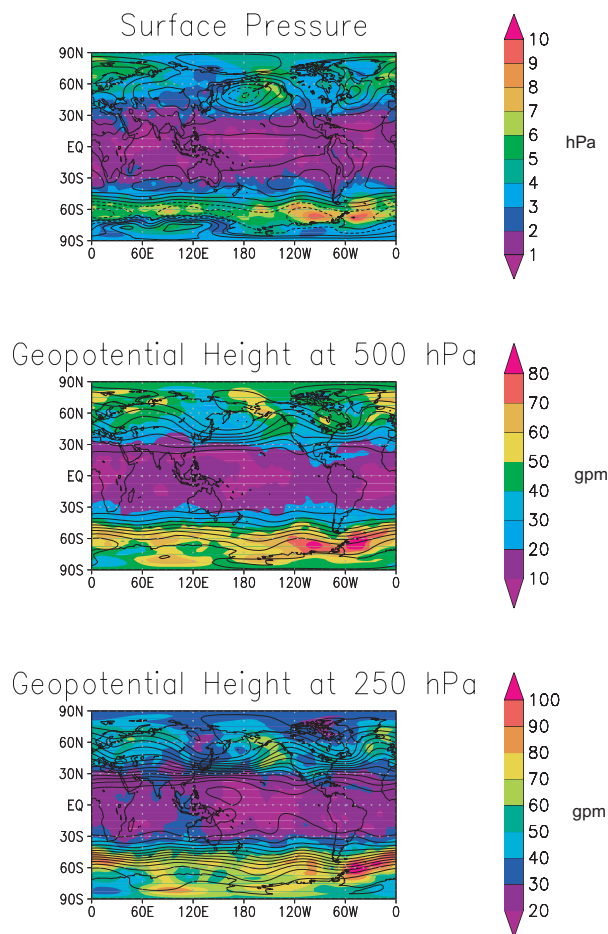 Surface Pressure
90N
60N
30N
EQ
30S
60S
90S
0 60E 120E 180 120W 60W 0
10
9
8
7
6
5
4
3
2
1
hPa
Geopotential Height at 500 hPa
90N
60N
30N
EQ
30S
60S
90S
0 60E 120E 180 120W 60W 0
80
70
60
50
40
30
20
10
gpm
Geopotential Height at 250 hPa
90N
60N
30N
EQ
30S
60S
90S
0 60E 120E 180 120W 60W 0
100
90
80
70
60
50
40
30
20
gpm